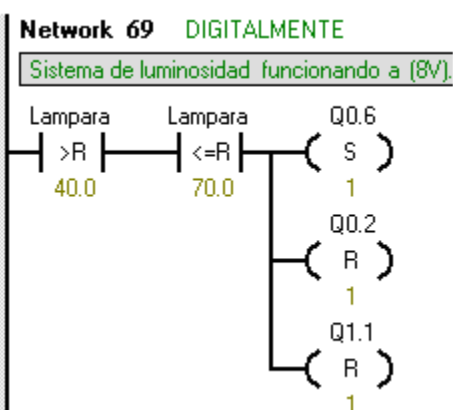 Network 69 DIGITALMENTE
Sistema de luminosidad funcionando a (8V).
Lampara Lampara Q0.6
>R <=R S
40.0 70.0 1
Q0.2
R
1
Q1.1
R
1